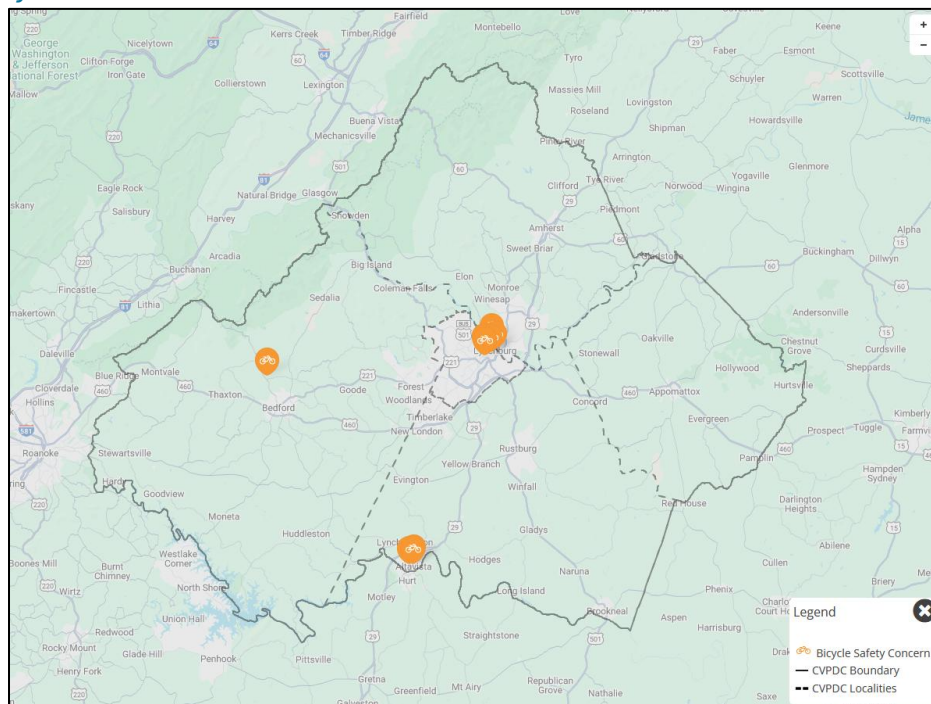 Fairfield
Montebello
Kerrs Creek
Timber Ridge
Nicelytown
Clifton Forge
Iron Gate
George
Washington
& Jefferson
National Forest
Mallow
Collierstown
Lexington
Tyro
Faber
Esmont
Schuyler
Scottsville
Massies Mill
Lovingston
Warren
Roseland
Howardsville
Buena Vista
Mechanicsville
Shipman
Piney River
Arrington
Glenmore
Eagle Rock
Natural Bridge
Glasgow
Clifford
Tye River
Norwood
Yogaville
Wingina
Salisbury
Harvey
Snowden
Piedmont
Alpha
Amherst
Arcadia
Sweet Briar
Gladstone
Buckingham
Dillwyn
Buchanan
Big Island
Elon
Fincastle
Lithia
Sedalia
Coleman Falls
Monroe
Winesap
Andersonville
Oakville
Daleville
Chestnut
Grove
Curdsville
Stonewall
Hollywood
Sheppards
Blue Ridge
Montvale
Forest
Woodlands
Hurtsville
Cloverdale
Hollins
Thaxton
Goode
Bedford
Concord
Appomattox
Timberlake
New London
Evergreen
Kimberly
Prospect
Tuggle
Roanoke
Stewartsville
Rustburg
Pamplin
Yellow Branch
Hampden
Sydney
Evington
Winfall
Red House
Goodview
Darlington
Heights
Moneta
Huddleston
Gladys
Abilene
Westlake
Corner
Altavista
Hodges
Cullen
Boones Mill
Burnt
Chimney
Hurt
Naruna
Briery
North Shore
Wirtz
Motley
Long Island
Phenix
Union Hall
Brookneal
Aspen
Harrisburg
Redwood
Rocky Mount
Glade Hill
Penhook
Pittsville
Straightstone
Henry Fork
Mt Airy
Republican
Grove
Greenfield
Galveston
Nathalie
Saxe
Legend
Bicycle Safety Concern
CVPDC Boundary
CVPDC Localities